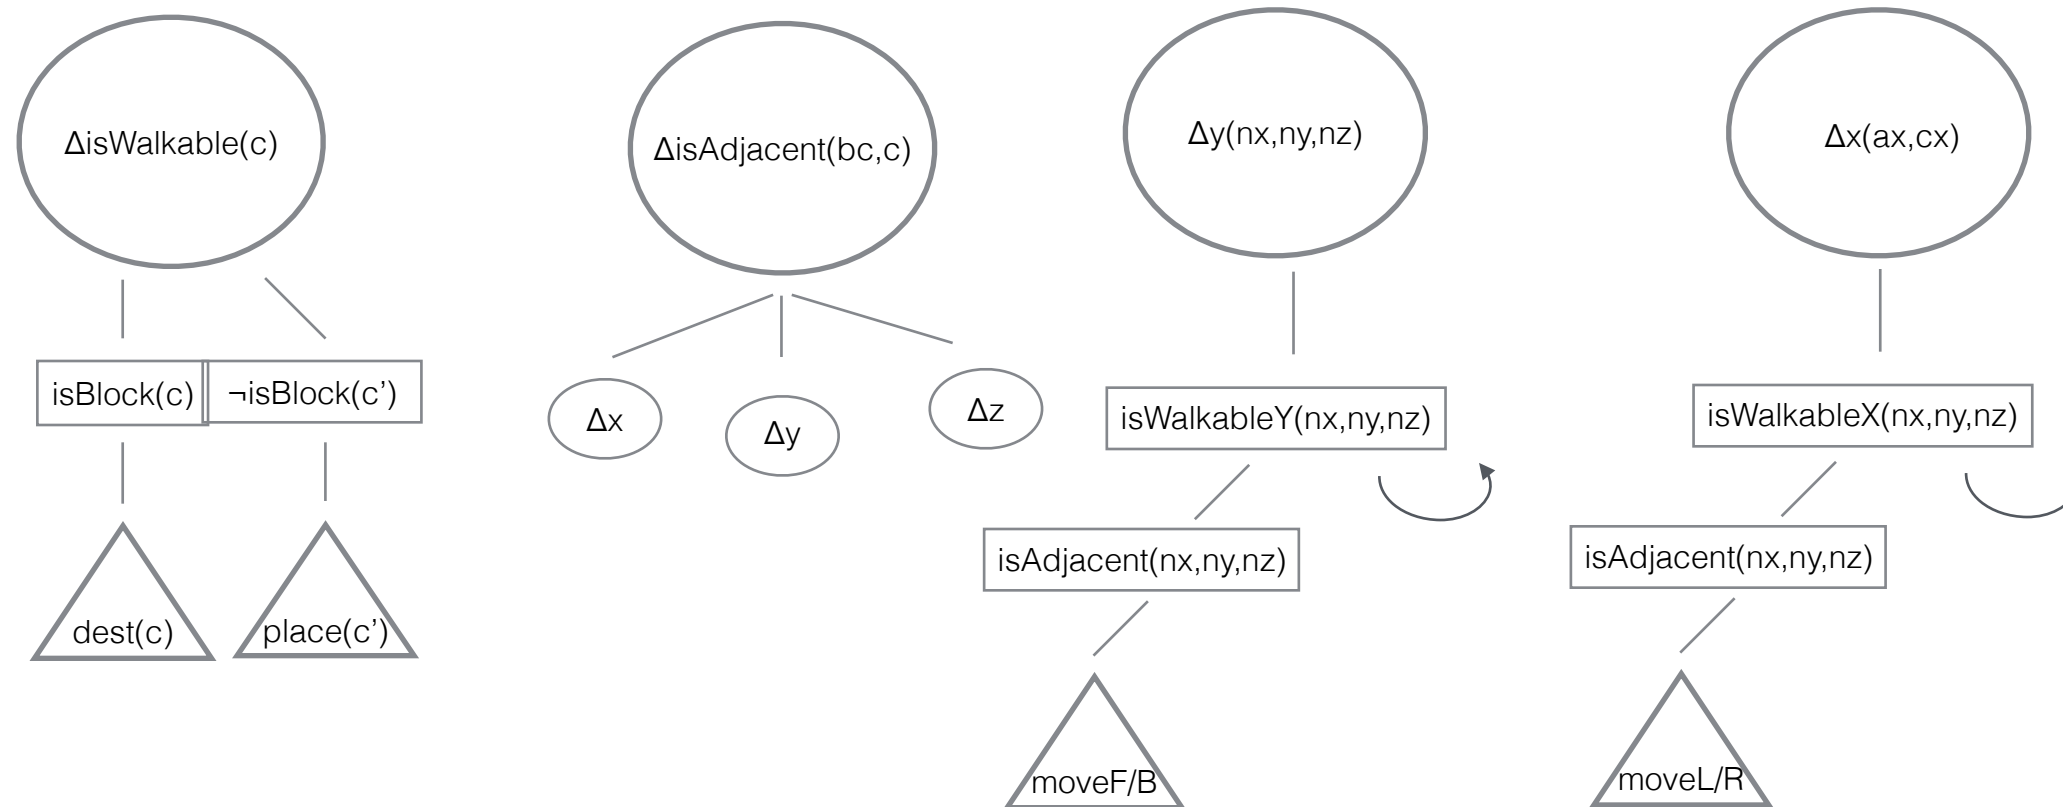 ΔisWalkable(c)
isBlock(c)
¬isBlock(c’)
dest(c)
place(c’)
ΔisAdjacent(bc,c)
Δx
Δy
Δz
Δy(nx,ny,nz)
isWalkableY(nx,ny,nz)
isAdjacent(nx,ny,nz)
moveF/B
Δx(ax,cx)
isWalkableX(nx,ny,nz)
isAdjacent(nx,ny,nz)
moveL/R